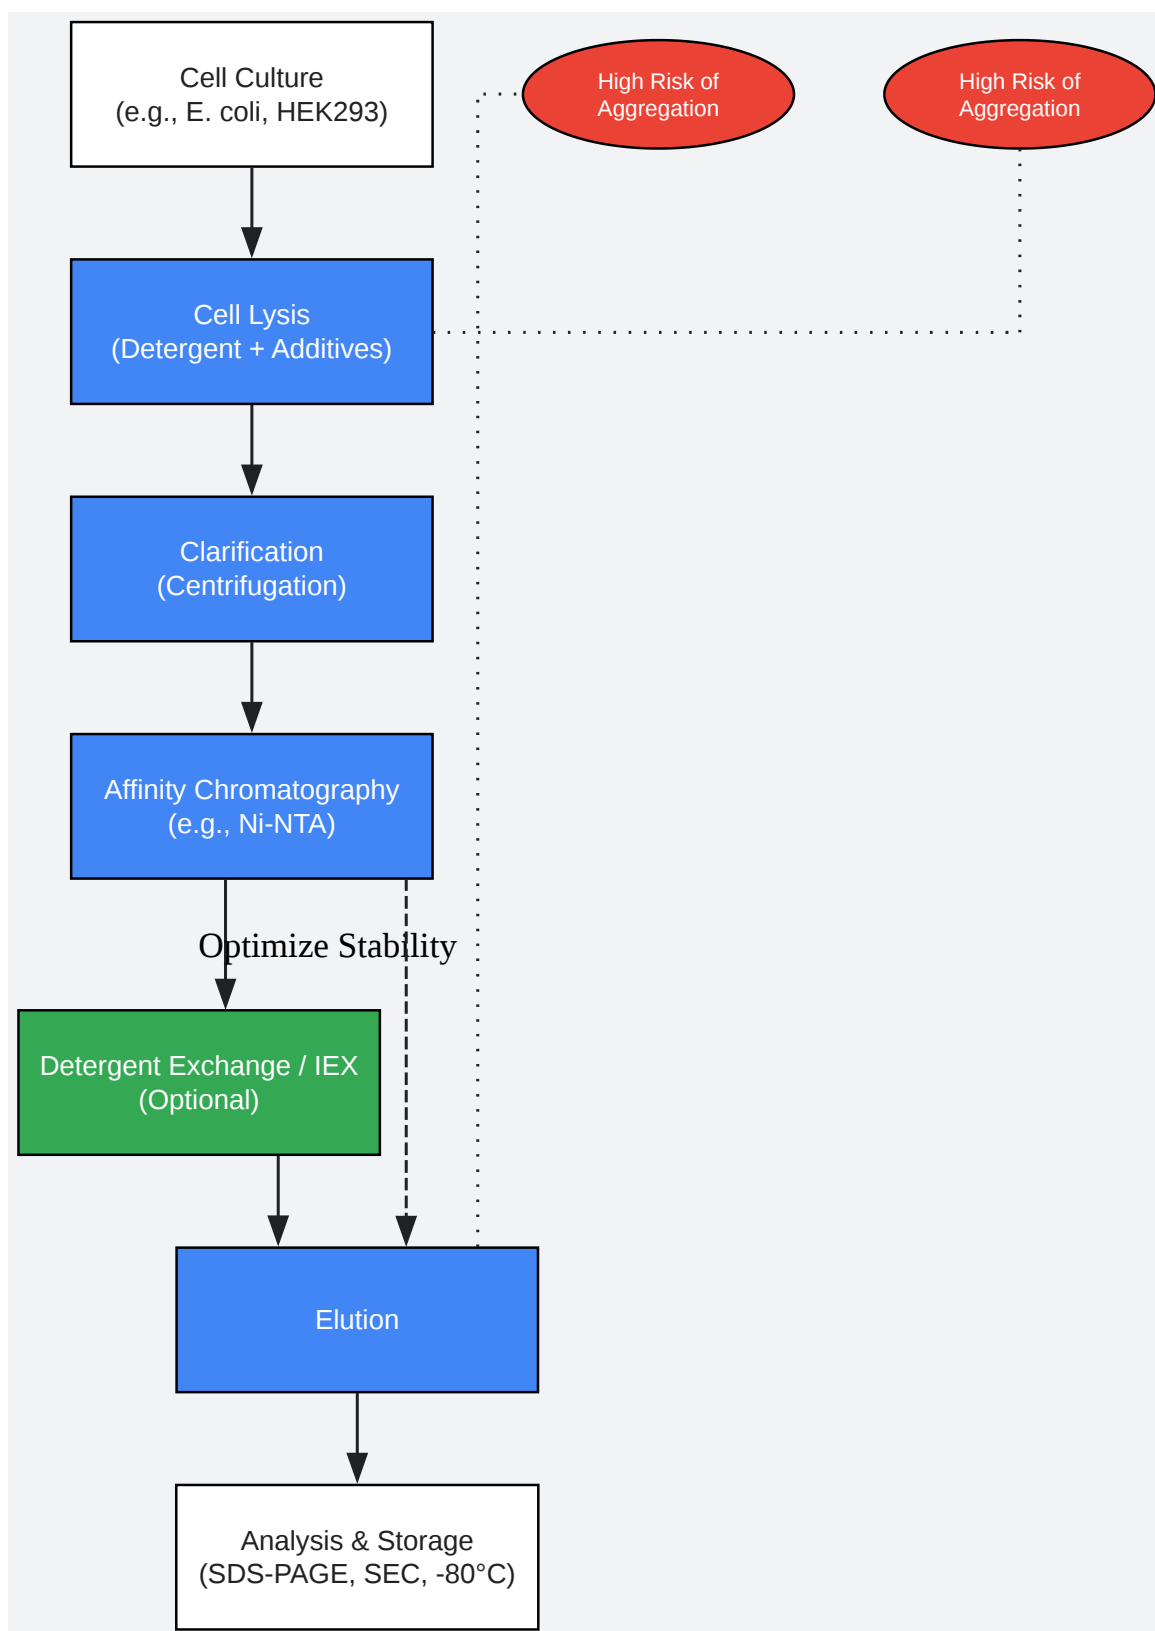 Cell Culture
(e.g., E. coli, HEK293)
High Risk of
Aggregation
High Risk of
Aggregation
Cell Lysis
(Detergent + Additives)
Clarification
(Centrifugation)
Affinity Chromatography
(e.g., Ni-NTA)
Optimize Stability
Detergent Exchange / IEX
(Optional)
Elution
Analysis & Storage
(SDS-PAGE, SEC, -80°C)